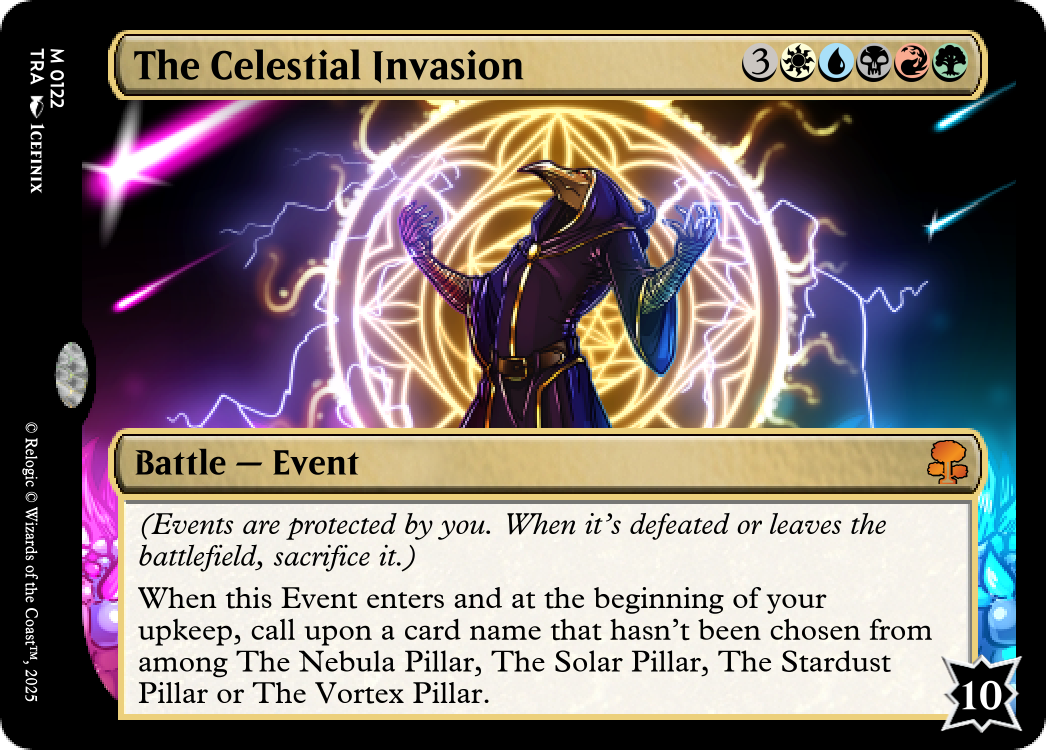 The Celestial Invasion
3
Battle — Event
(Events are protected by you. When it's defeated or leaves the
battlefield, sacrifice it.)
When this Event enters and at the beginning of your
upkeep, call upon a card name that hasn't been chosen from
among The Nebula Pillar, The Solar Pillar, The Stardust
Pillar or The Vortex Pillar.
10
M 0122
TRA Icefinix
© Relogic © Wizards of the Coast™, 2025